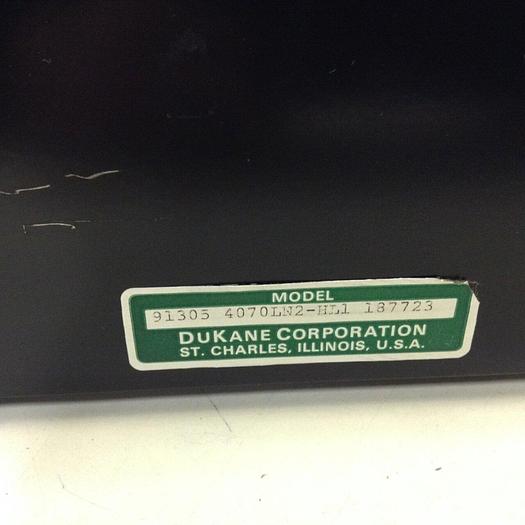 MODEL
91305 4070LN2-HL1 187723
DUKANE CORPORATION
ST. CHARLES, ILLINOIS, U.S.A.